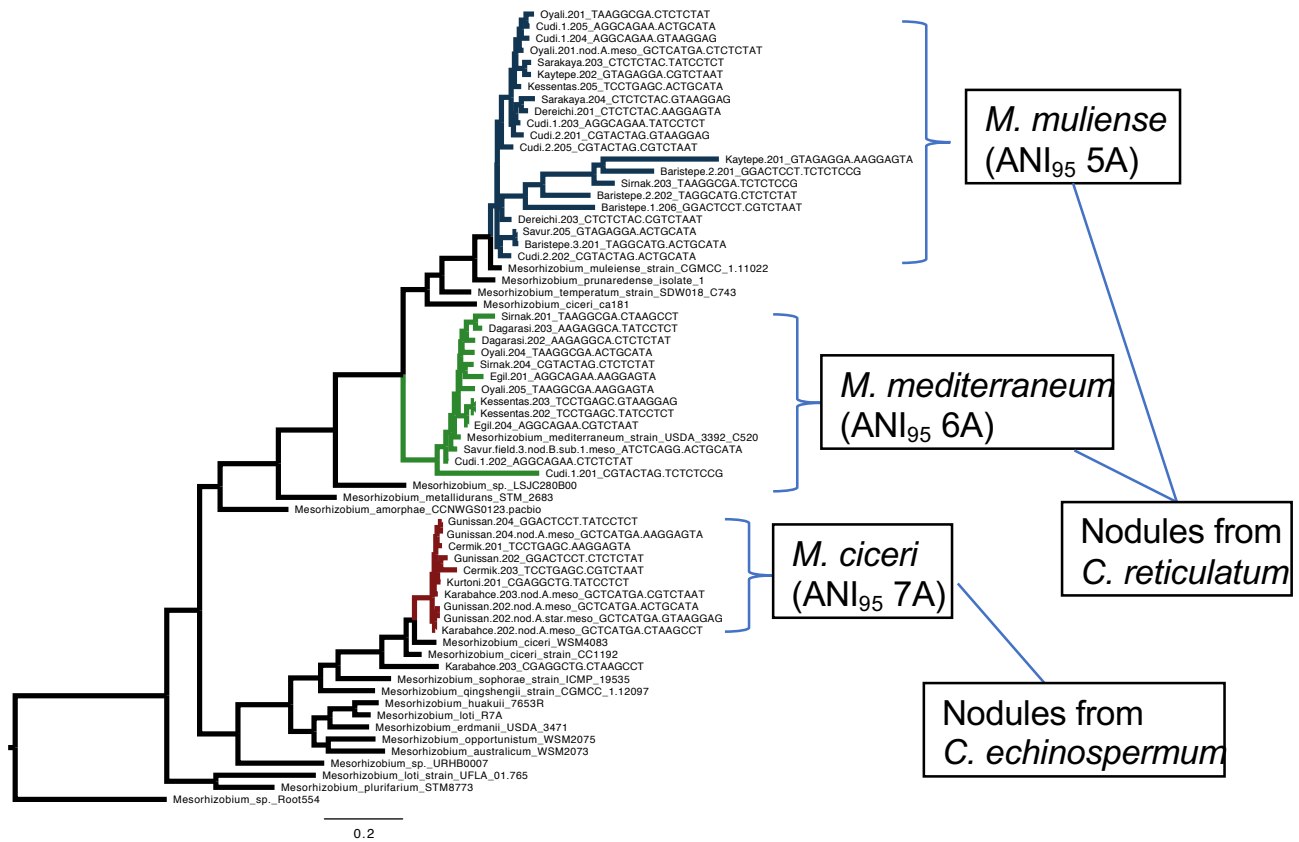 Oyali.201_TAAGGCGA.CTCTCTAT
Cudi.1.205_AGGCAGAA.ACTGCATA
Cudi.1.204_AGGCAGAA.GTAAGGAG
Oyali.201.nod.A.meso_GCTCATGA.CTCTCTAT
Sarakaya.203_CTCTCTAC.TATCCTCT
Kaytepe.202_GTAGAGGA.CGTCTAAT
Kessentas.205_TCCTGAGC.ACTGCATA
Sarakaya.204_CTCTCTAC.GTAAGGAG
Dereichi.201_CTCTCTAC.AAGGAGTA
Cudi.1.203_AGGCAGAA.TATCCTCT
Cudi.2.201_CGTACTAG.GTAAGGAG
Cudi.2.205_CGTACTAG.CGTCTAAT
Kaytepe.201_GTAGAGGA.AAGGAGTA
Baristepe.2.201_GGACTCCT.TCTCTCCG
Sirnak.203_TAAGGCGA.TCTCTCCG
Baristepe.2.202_TAGGCATG.CTCTCTAT
Baristepe.1.206_GGACTCCT.CGTCTAAT
Dereichi.203_CTCTCTAC.CGTCTAAT
Savur.205_GTAGAGGA.ACTGCATA
Baristepe.3.201_TAGGCATG.ACTGCATA
Cudi.2.202_CGTACTAG.ACTGCATA
Mesorhizobium_muleiense_strain_CGMCC_1.11022
Mesorhizobium_prunaredense_isolate_1
Mesorhizobium_temperatum_strain_SDW018_C743
Mesorhizobium_ciceri_ca181
Sirnak.201_TAAGGCGA.CTAAGCCT
Dagarasi.203_AAGAGGCA.TATCCTCT
Dagarasi.202_AAGAGGCA.CTCTCTAT
Oyali.204_TAAGGCGA.ACTGCATA
Sirnak.204_CGTACTAG.CTCTCTAT
Egil.201_AGGCAGAA.AAGGAGTA
Oyali.205_TAAGGCGA.AAGGAGTA
Kessentas.203_TCCTGAGC.GTAAGGAG
Kessentas.202_TCCTGAGC.TATCCTCT
Egil.204_AGGCAGAA.CGTCTAAT
Mesorhizobium_mediterraneum_strain_USDA_3392_C520
Savur.field.3.nod.B.sub.1.meso_ATCTCAGG.ACTGCATA
Cudi.1.202_AGGCAGAA.CTCTCTAT
Cudi.1.201_CGTACTAG.TCTCTCCG
Mesorhizobium_sp._LSJC280B00
Mesorhizobium_metallidurans_STM_2683
Mesorhizobium_amorphae_CCNWGS0123.pacbio
Gunissan.204_GGACTCCT.TATCCTCT
Gunissan.204.nod.A.meso_GCTCATGA.AAGGAGTA
Cermik.201_TCCTGAGC.AAGGAGTA
Gunissan.202_GGACTCCT.CTCTCTAT
Cermik.203_TCCTGAGC.CGTCTAAT
Kurtoni.201_CGAGGCTG.TATCCTCT
Karabahce.203.nod.A.meso_GCTCATGA.CGTCTAAT
Gunissan.202.nod.A.meso_GCTCATGA.ACTGCATA
Gunissan.202.nod.A.star.meso_GCTCATGA.GTAAGGAG
Karabahce.202.nod.A.meso_GCTCATGA.CTAAGCCT
Mesorhizobium_ciceri_WSM4083
Mesorhizobium_ciceri_strain_CC1192
Karabahce.203_CGAGGCTG.CTAAGCCT
Mesorhizobium_sophorae_strain_ICMP_19535
Mesorhizobium_qingshengii_strain_CGMCC_1.12097
Mesorhizobium_huakuii_7653R
Mesorhizobium_loti_R7A
Mesorhizobium_erdmanii_USDA_3471
Mesorhizobium_opportunistum_WSM2075
Mesorhizobium_australicum_WSM2073
Mesorhizobium_sp._URHB0007
Mesorhizobium_loti_strain_UFLA_01.765
Mesorhizobium_plurifarium_STM8773
Mesorhizobium_sp._Root554
0.2
M. muliense
(ANI95 5A)
M. mediterraneum
(ANI95 6A)
Nodules from
C. reticulatum
M. ciceri
(ANI95 7A)
Nodules from
C. echinospermum